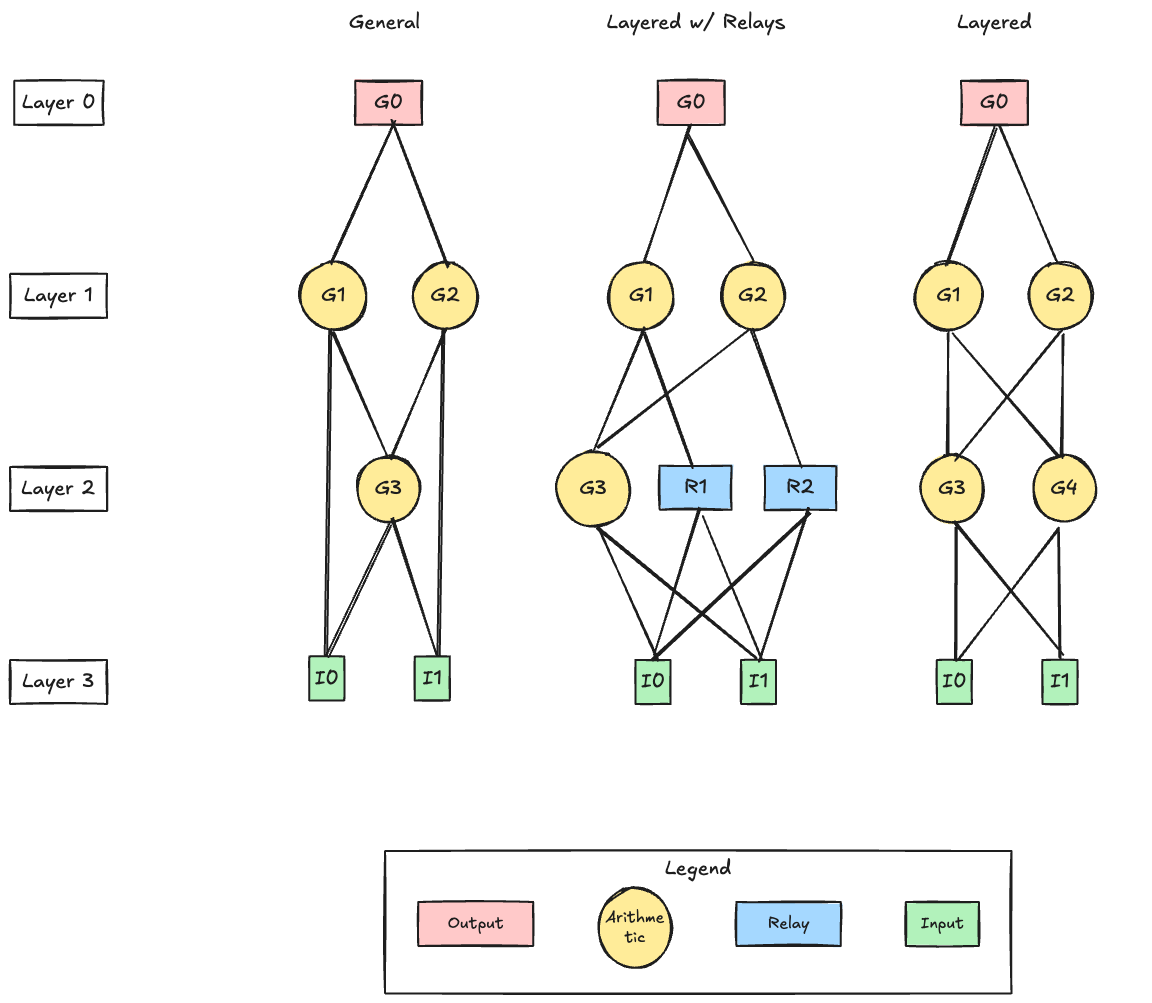 General
Layered w/ Relays
Layered
Layer 0
G0
G0
G0
Layer 1
G1
G2
G1
G2
G1
G2
Layer 2
G3
G3
R1
R2
G3
G4
Layer 3
I0
I1
I0
I1
I0
I1
Legend
Output
Arithme
tic
Relay
Input